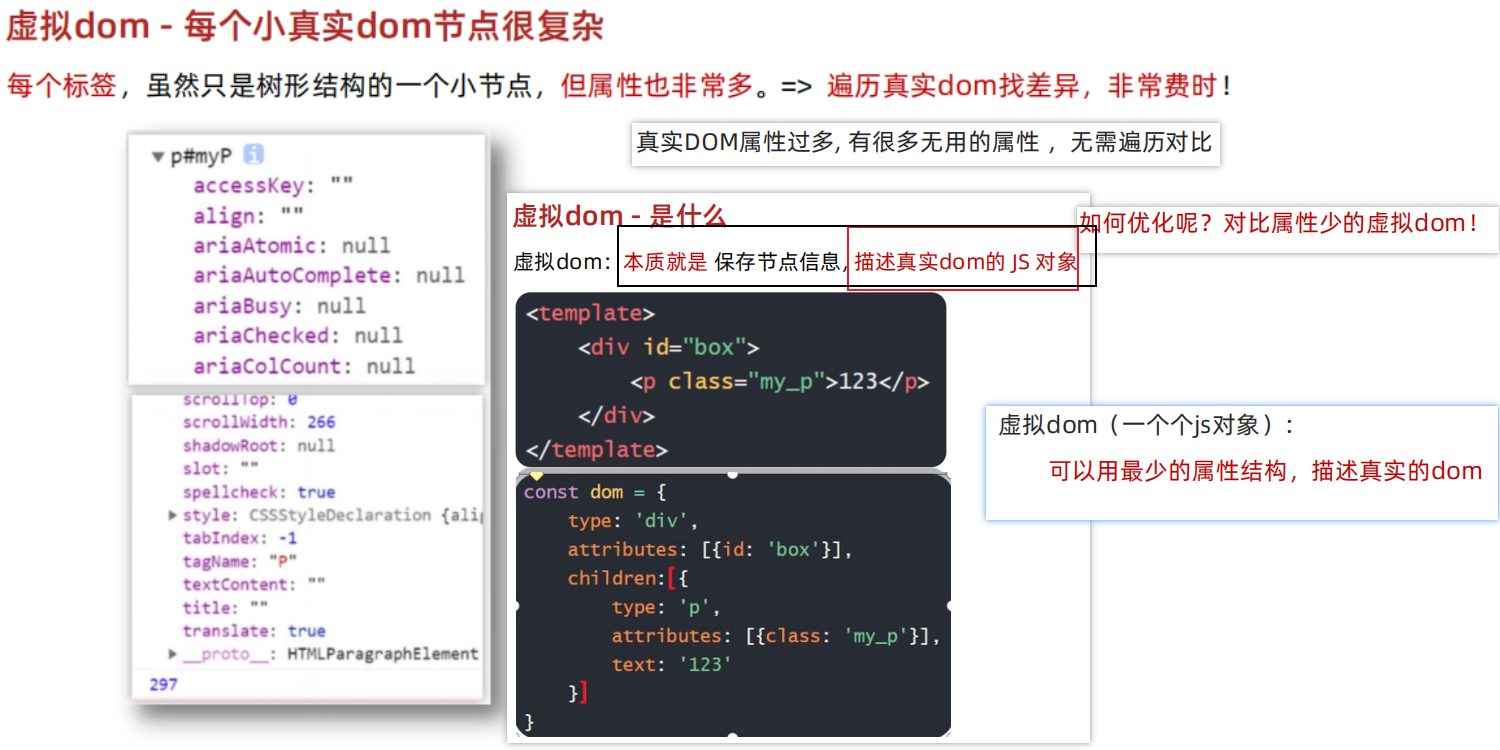 虚拟dom - 每个小真实dom节点很复杂
每个标签，虽然只是树形结构的一个小节点，但属性也非常多。=> 遍历真实dom找差异，非常费时！
真实DOM属性过多, 有很多无用的属性 ，无需遍历对比
▼p#myP i
accessKey: ""
align: ""
ariaAtomic: null
ariaAutoComplete: null
ariaBusy: null
ariaChecked: null
ariaColCount: null
scrollTop: 0
scrollWidth: 266
shadowRoot: null
slot: ""
spellcheck: true
▶style: CSSStyleDeclaration {ali
tabIndex: -1
tagName: "P"
textContent: ""
title: ""
translate: true
▶__proto__: HTMLParagraphElement
297
虚拟dom - 是什么
如何优化呢？对比属性少的虚拟dom！
虚拟dom：本质就是 保存节点信息, 描述真实dom的 JS 对象
<template>
<div id="box">
<p class="my_p">123</p>
</div>
</template>
const dom = {
type: 'div',
attributes: [{id: 'box'}],
children:[{
type: 'p',
attributes: [{class: 'my_p'}],
text: '123'
}]
}
虚拟dom（一个个js对象）:
可以用最少的属性结构，描述真实的dom